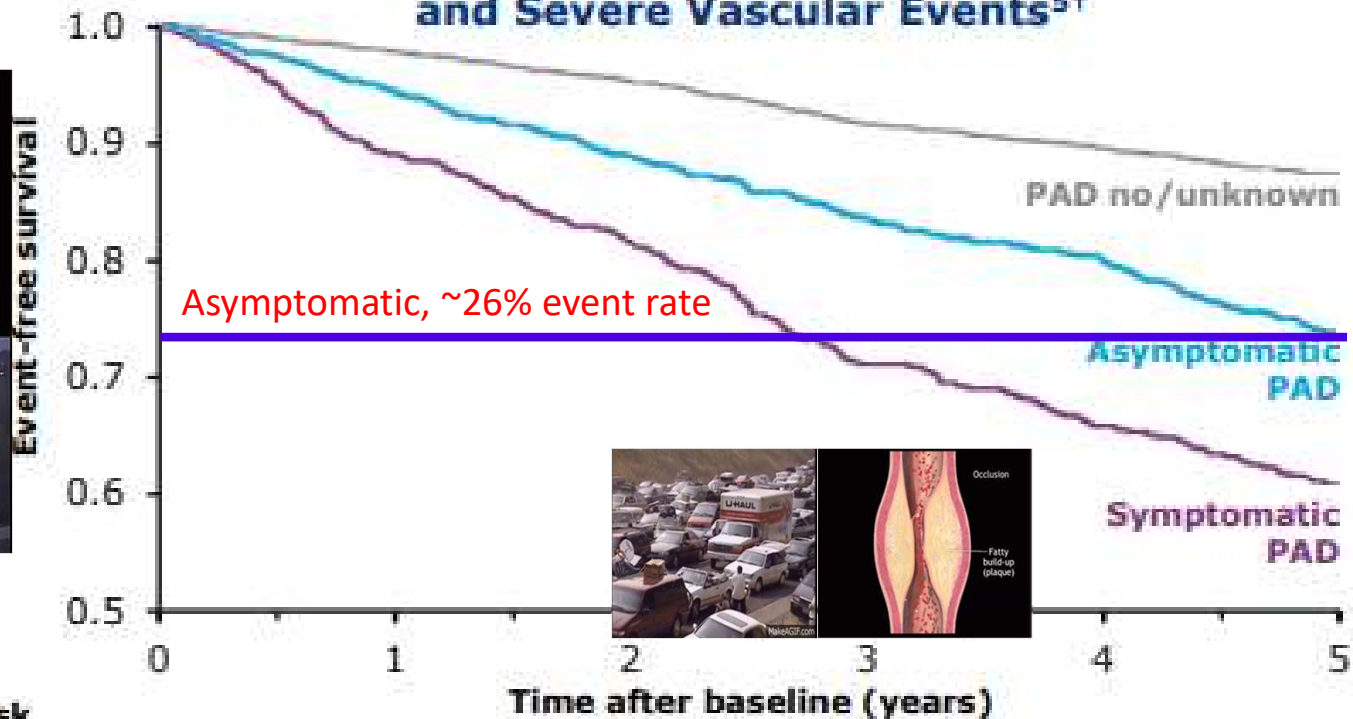 and Severe Vascular Events⁵†
1.0
0.9
0.8
0.7
0.6
0.5
Event-free survival
PAD no/unknown
Asymptomatic, ~26% event rate
Asymptomatic
PAD
Symptomatic
PAD
U-HAUL
MakeAGIF.com
Occlusion
Fatty
build-up
(plaque)
0 1 2 3 4 5
Time after baseline (years)
sk